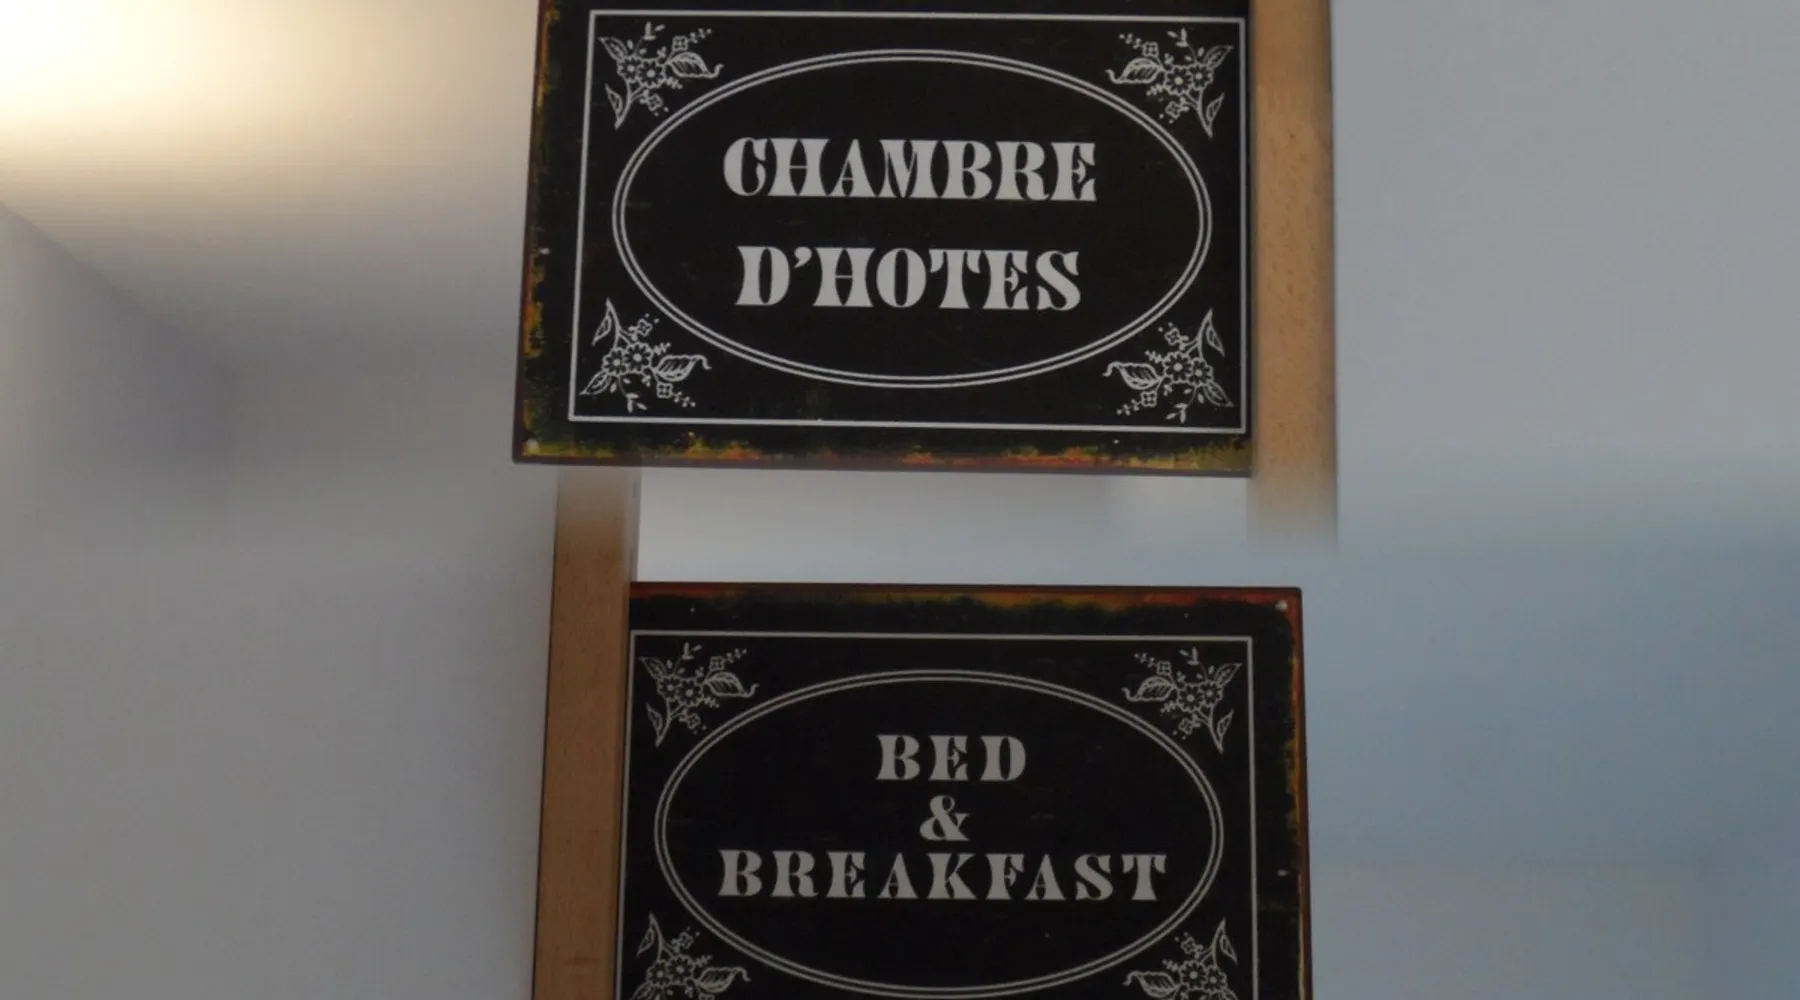 CHAMBRE
D’HOTES
BED
&
BREAKFAST